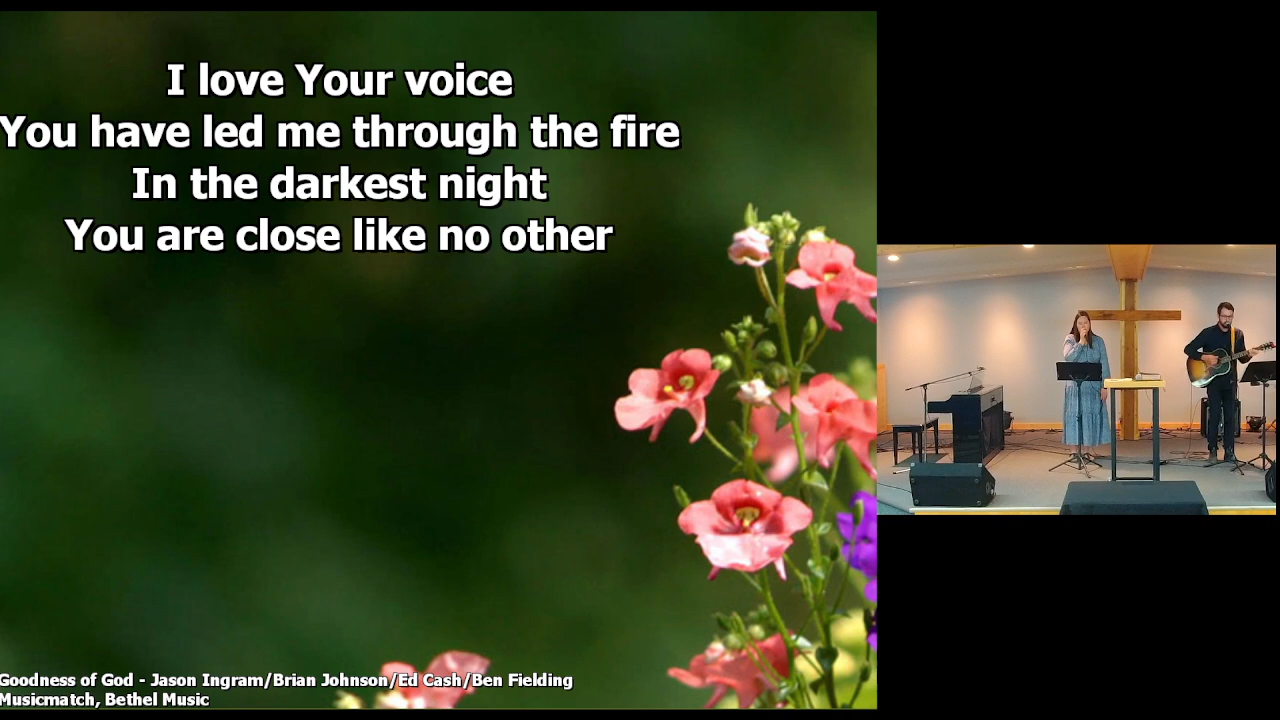 I love Your voice
You have led me through the fire
In the darkest night
You are close like no other
Goodness of God - Jason Ingram/Brian Johnson/Ed Cash/Ben Fielding
Musicmatch, Bethel Music